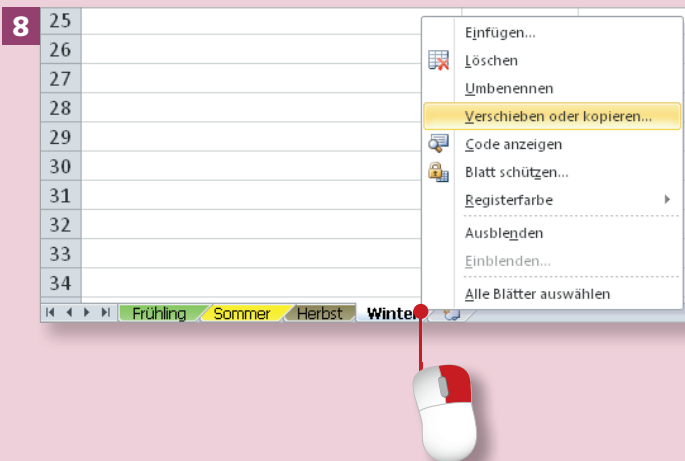 8
25
26
27
28
29
30
31
32
33
34
Einfügen...
Löschen
Umbenennen
Verschieben oder kopieren...
Code anzeigen
Blatt schützen...
Registerfarbe
Ausblenden
Einblenden...
Alle Blätter auswählen
Frühling Sommer Herbst Winter